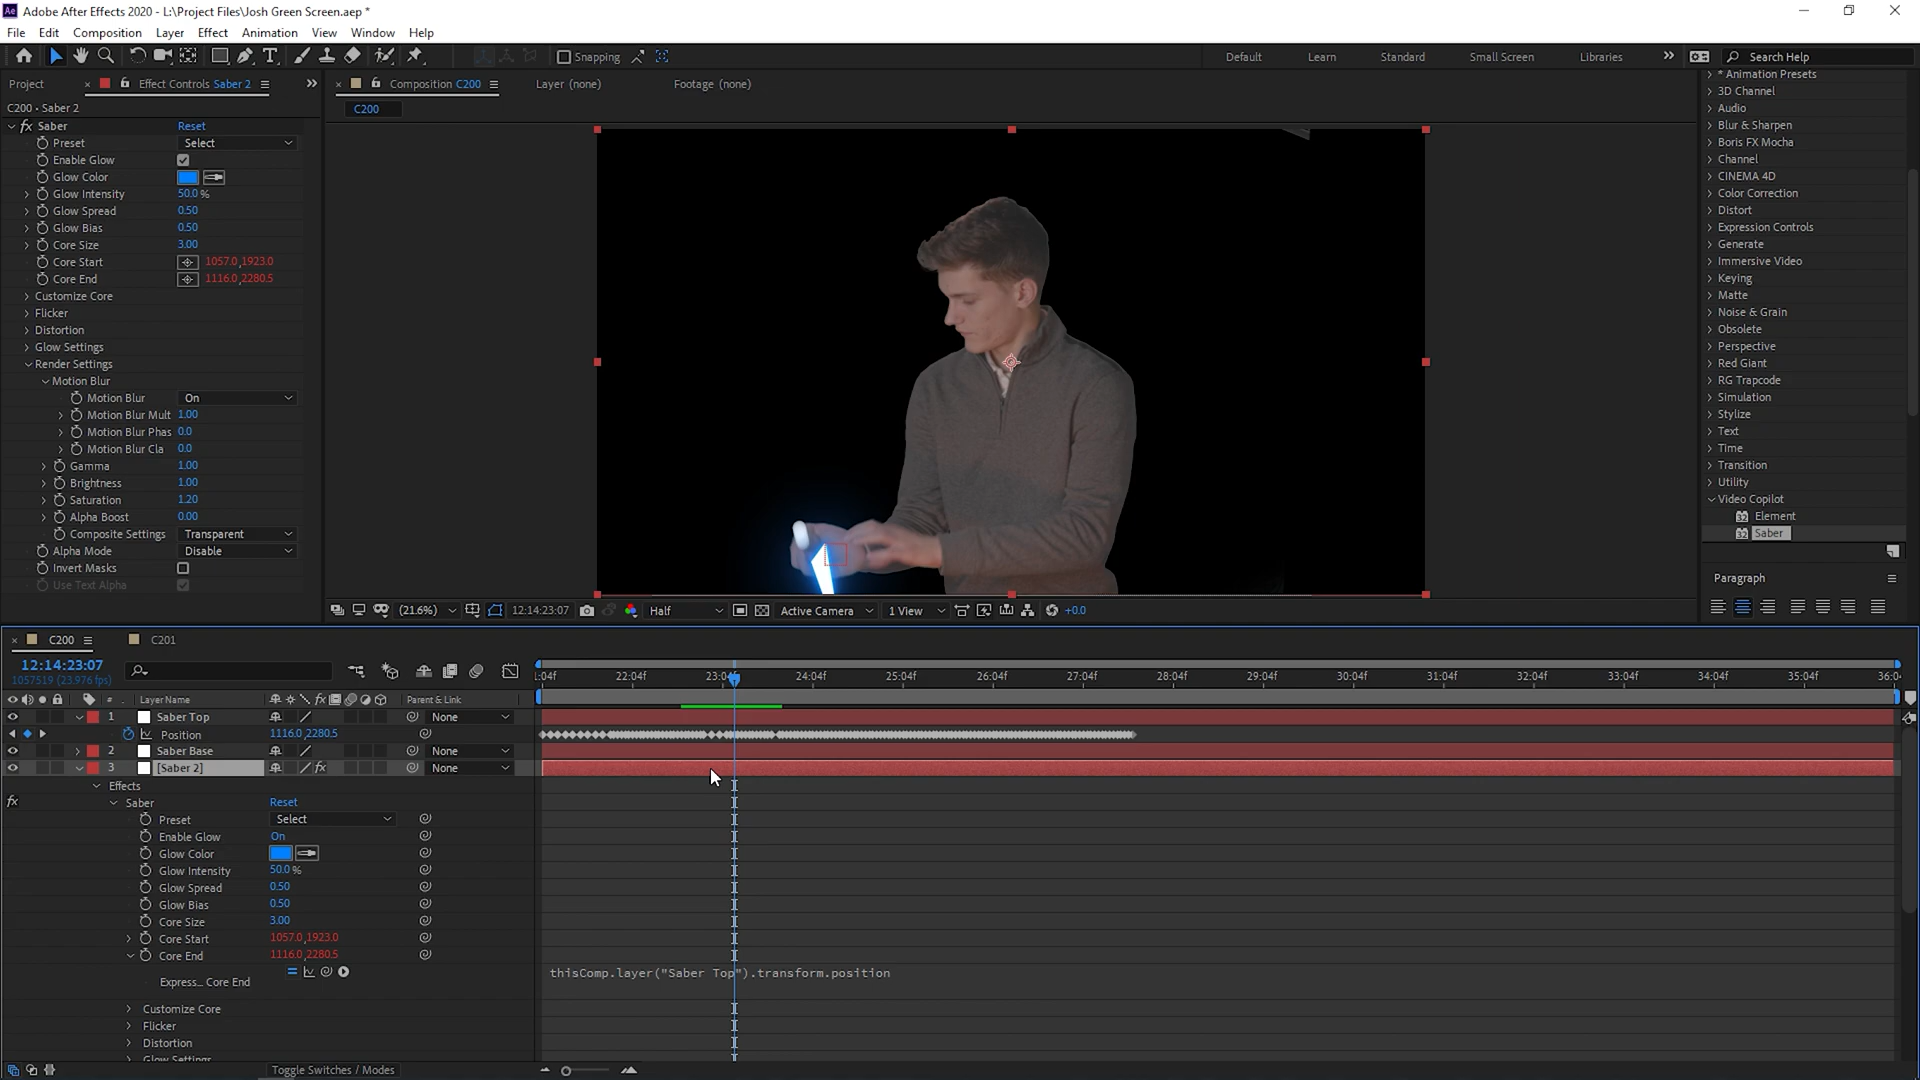 Adobe After Effects 2020 - L:\Project Files\Josh Green Screen.aep *
File Edit Composition Layer Effect Animation View Window Help
Snapping
Default Learn Standard Small Screen Libraries
Search Help
Project
Effect Controls Saber 2
C200 • Saber 2
Saber Reset
Preset Select
Enable Glow
Glow Color
Glow Intensity 50.0 %
Glow Spread 0.50
Glow Bias 0.50
Core Size 3.00
Core Start 1057.0,1923.0
Core End 1116.0,2280.5
Customize Core
Flicker
Distortion
Glow Settings
Render Settings
Motion Blur
Motion Blur On
Motion Blur Mult 1.00
Motion Blur Phas 0.0
Motion Blur Cla 0.0
Gamma 1.00
Brightness 1.00
Saturation 1.20
Alpha Boost 0.00
Composite Settings Transparent
Alpha Mode Disable
Invert Masks
Use Text Alpha
Composition C200
Layer (none)
Footage (none)
C200
(21.6%) 12:14:23:07 Half Active Camera 1 View +0.0
* Animation Presets
3D Channel
Audio
Blur & Sharpen
Boris FX Mocha
Channel
CINEMA 4D
Color Correction
Distort
Expression Controls
Generate
Immersive Video
Keying
Matte
Noise & Grain
Obsolete
Perspective
Red Giant
RG Trapcode
Simulation
Stylize
Text
Time
Transition
Utility
Video Copilot
32 Element
32 Saber
Paragraph
C200 C201
12:14:23:07
1057519 (23.976 fps)
:04f 22:04f 23:04f 24:04f 25:04f 26:04f 27:04f 28:04f 29:04f 30:04f 31:04f 32:04f 33:04f 34:04f 35:04f 36:04
# Layer Name Parent & Link
1 Saber Top None
Position 1116.0,2280.5
2 Saber Base None
3 [Saber 2] None
Effects
Saber Reset
Preset Select
Enable Glow On
Glow Color
Glow Intensity 50.0 %
Glow Spread 0.50
Glow Bias 0.50
Core Size 3.00
Core Start 1057.0,1923.0
Core End 1116.0,2280.5
Express... Core End
thisComp.layer("Saber Top").transform.position
Customize Core
Flicker
Distortion
Glow Settings
Toggle Switches / Modes